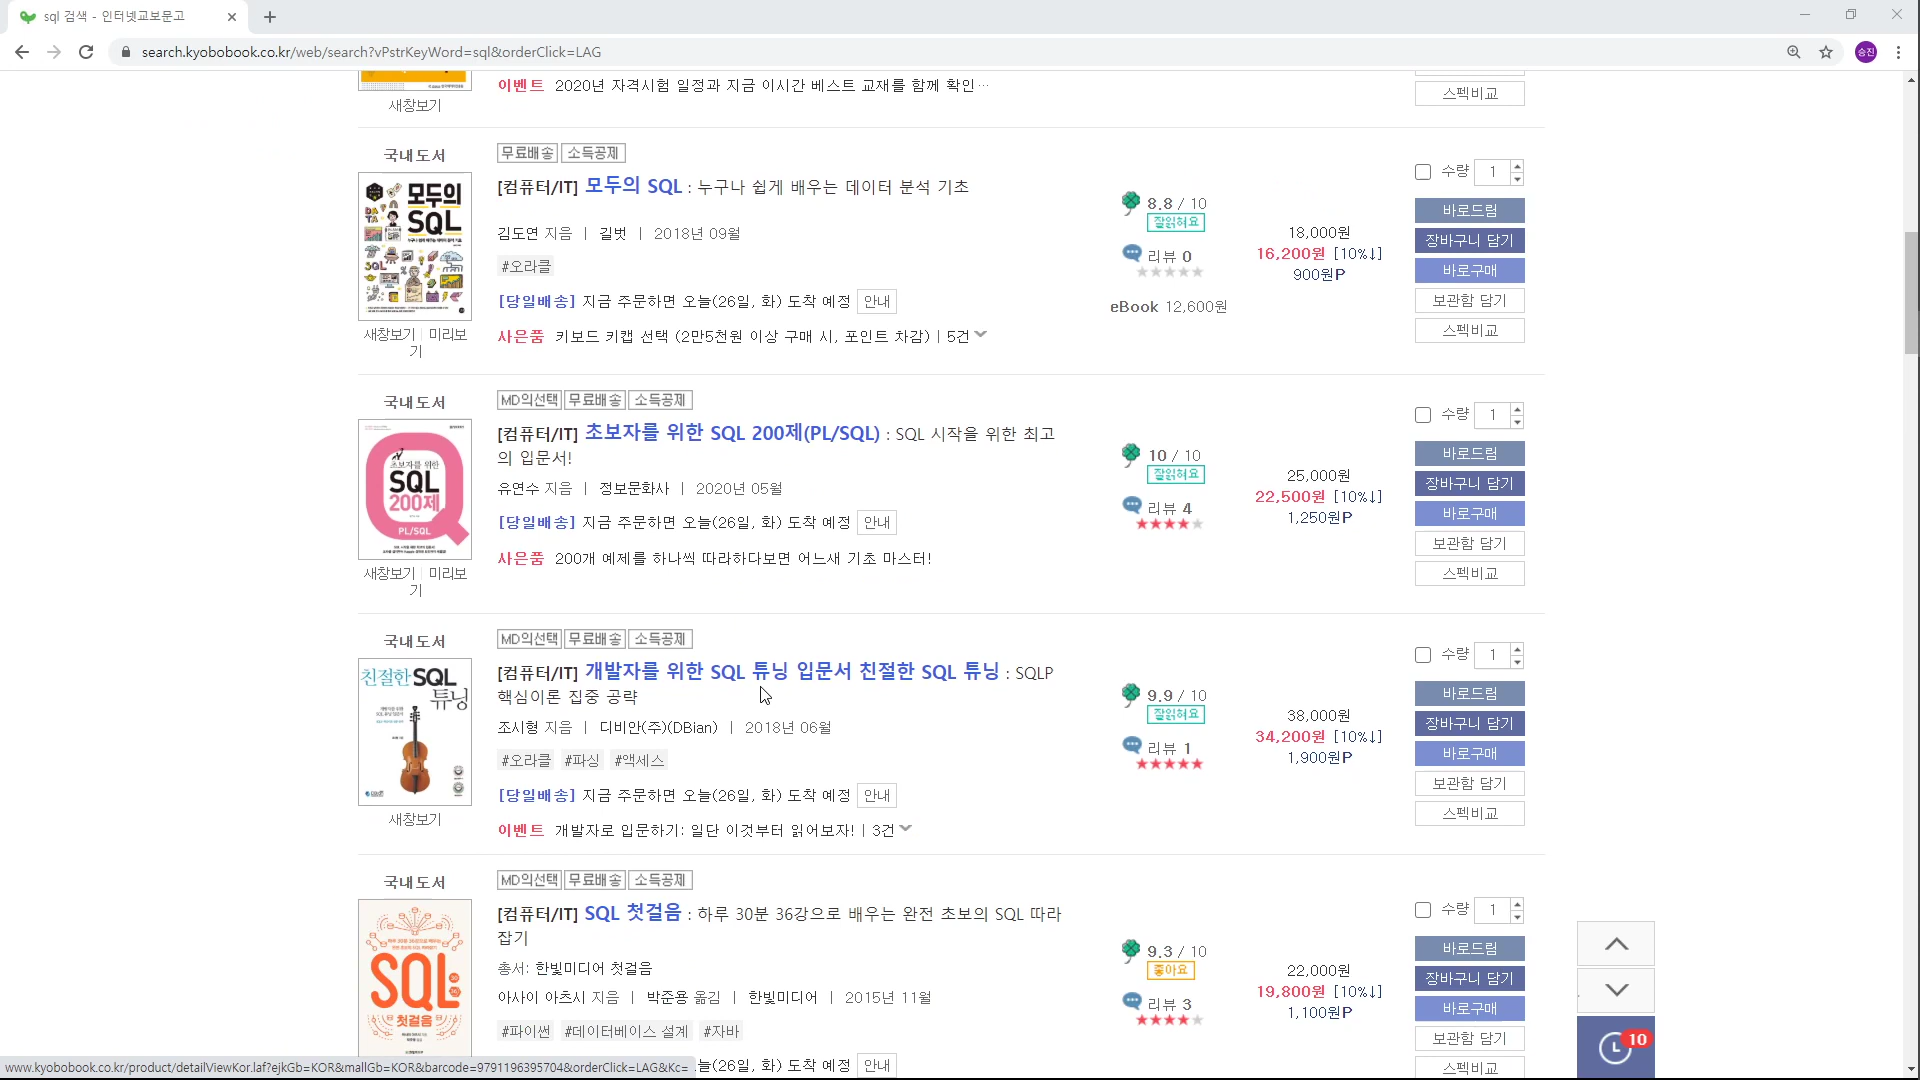 sql 검색 - 인터넷교보문고
search.kyobobook.co.kr/web/search?vPstrKeyWord=sql&orderClick=LAG
승진
이벤트 2020년 자격시험 일정과 지금 이시간 베스트 교재를 함께 확인…
스펙비교
새창보기
국내도서
무료배송 소득공제
[컴퓨터/IT] 모두의 SQL : 누구나 쉽게 배우는 데이터 분석 기초
모두의
SQL
김도연 지음 | 길벗 | 2018년 09월
#오라클
[당일배송] 지금 주문하면 오늘(26일, 화) 도착 예정 안내
사은품 키보드 키캡 선택 (2만5천원 이상 구매 시, 포인트 차감) | 5건
새창보기 | 미리보
기
8.8 / 10
잘읽혀요
리뷰 0
eBook 12,600원
18,000원
16,200원 [10%↓]
900원P
수량 1
바로드림
장바구니 담기
바로구매
보관함 담기
스펙비교
국내도서
MD의선택 무료배송 소득공제
[컴퓨터/IT] 초보자를 위한 SQL 200제(PL/SQL) : SQL 시작을 위한 최고
의 입문서!
초보자를 위한
SQL
200제
PL/SQL
유연수 지음 | 정보문화사 | 2020년 05월
[당일배송] 지금 주문하면 오늘(26일, 화) 도착 예정 안내
사은품 200개 예제를 하나씩 따라하다보면 어느새 기초 마스터!
새창보기 | 미리보
기
10 / 10
잘읽혀요
리뷰 4
25,000원
22,500원 [10%↓]
1,250원P
수량 1
바로드림
장바구니 담기
바로구매
보관함 담기
스펙비교
국내도서
MD의선택 무료배송 소득공제
[컴퓨터/IT] 개발자를 위한 SQL 튜닝 입문서 친절한 SQL 튜닝 : SQLP
핵심이론 집중 공략
친절한SQL
튜닝
조시형 지음 | 디비안(주)(DBian) | 2018년 06월
#오라클 #파싱 #액세스
[당일배송] 지금 주문하면 오늘(26일, 화) 도착 예정 안내
이벤트 개발자로 입문하기: 일단 이것부터 읽어보자! | 3건
새창보기
9.9 / 10
잘읽혀요
리뷰 1
38,000원
34,200원 [10%↓]
1,900원P
수량 1
바로드림
장바구니 담기
바로구매
보관함 담기
스펙비교
국내도서
MD의선택 무료배송 소득공제
[컴퓨터/IT] SQL 첫걸음 : 하루 30분 36강으로 배우는 완전 초보의 SQL 따라
잡기
SQL
첫걸음
총서: 한빛미디어 첫걸음
아사이 아츠시 지음 | 박준용 옮김 | 한빛미디어 | 2015년 11월
#파이썬 #데이터베이스 설계 #자바
늘(26일, 화) 도착 예정 안내
9.3 / 10
좋아요
리뷰 3
22,000원
19,800원 [10%↓]
1,100원P
수량 1
바로드림
장바구니 담기
바로구매
보관함 담기
스펙비교
10
www.kyobobook.co.kr/product/detailViewKor.laf?ejkGb=KOR&mallGb=KOR&barcode=9791196395704&orderClick=LAG&Kc=